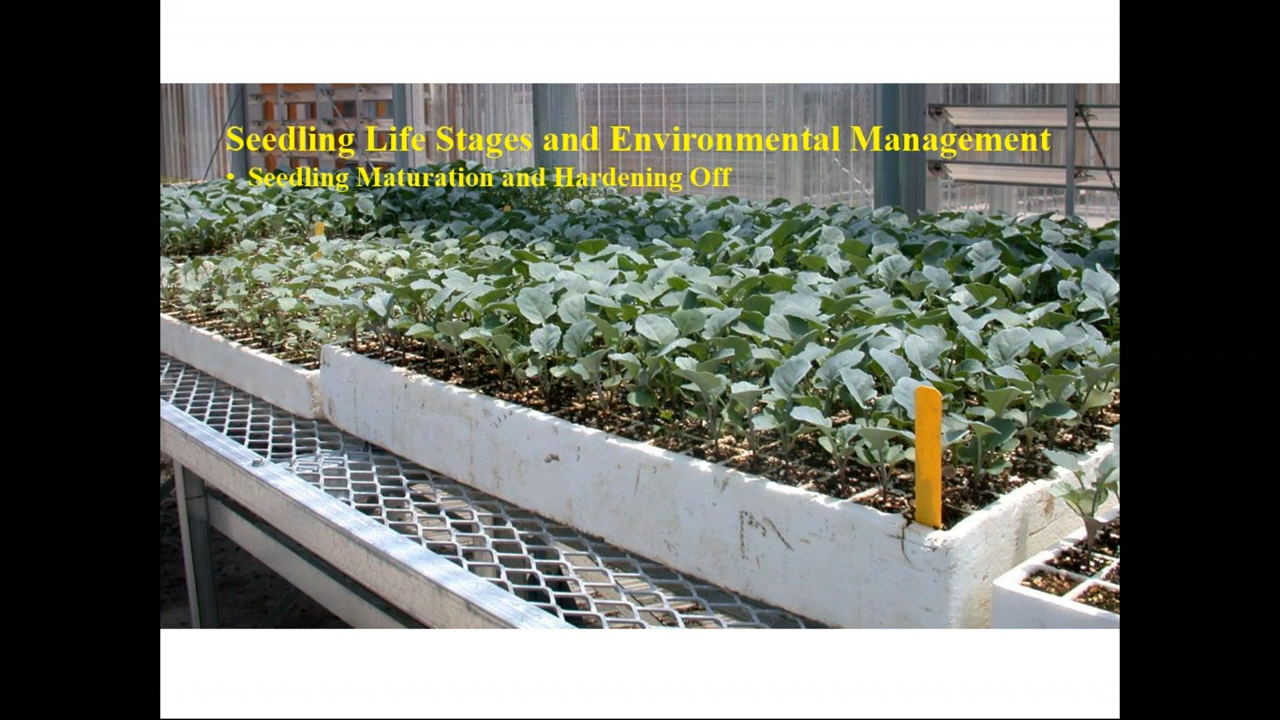 Seedling Life Stages and Environmental Management
• Seedling Maturation and Hardening Off